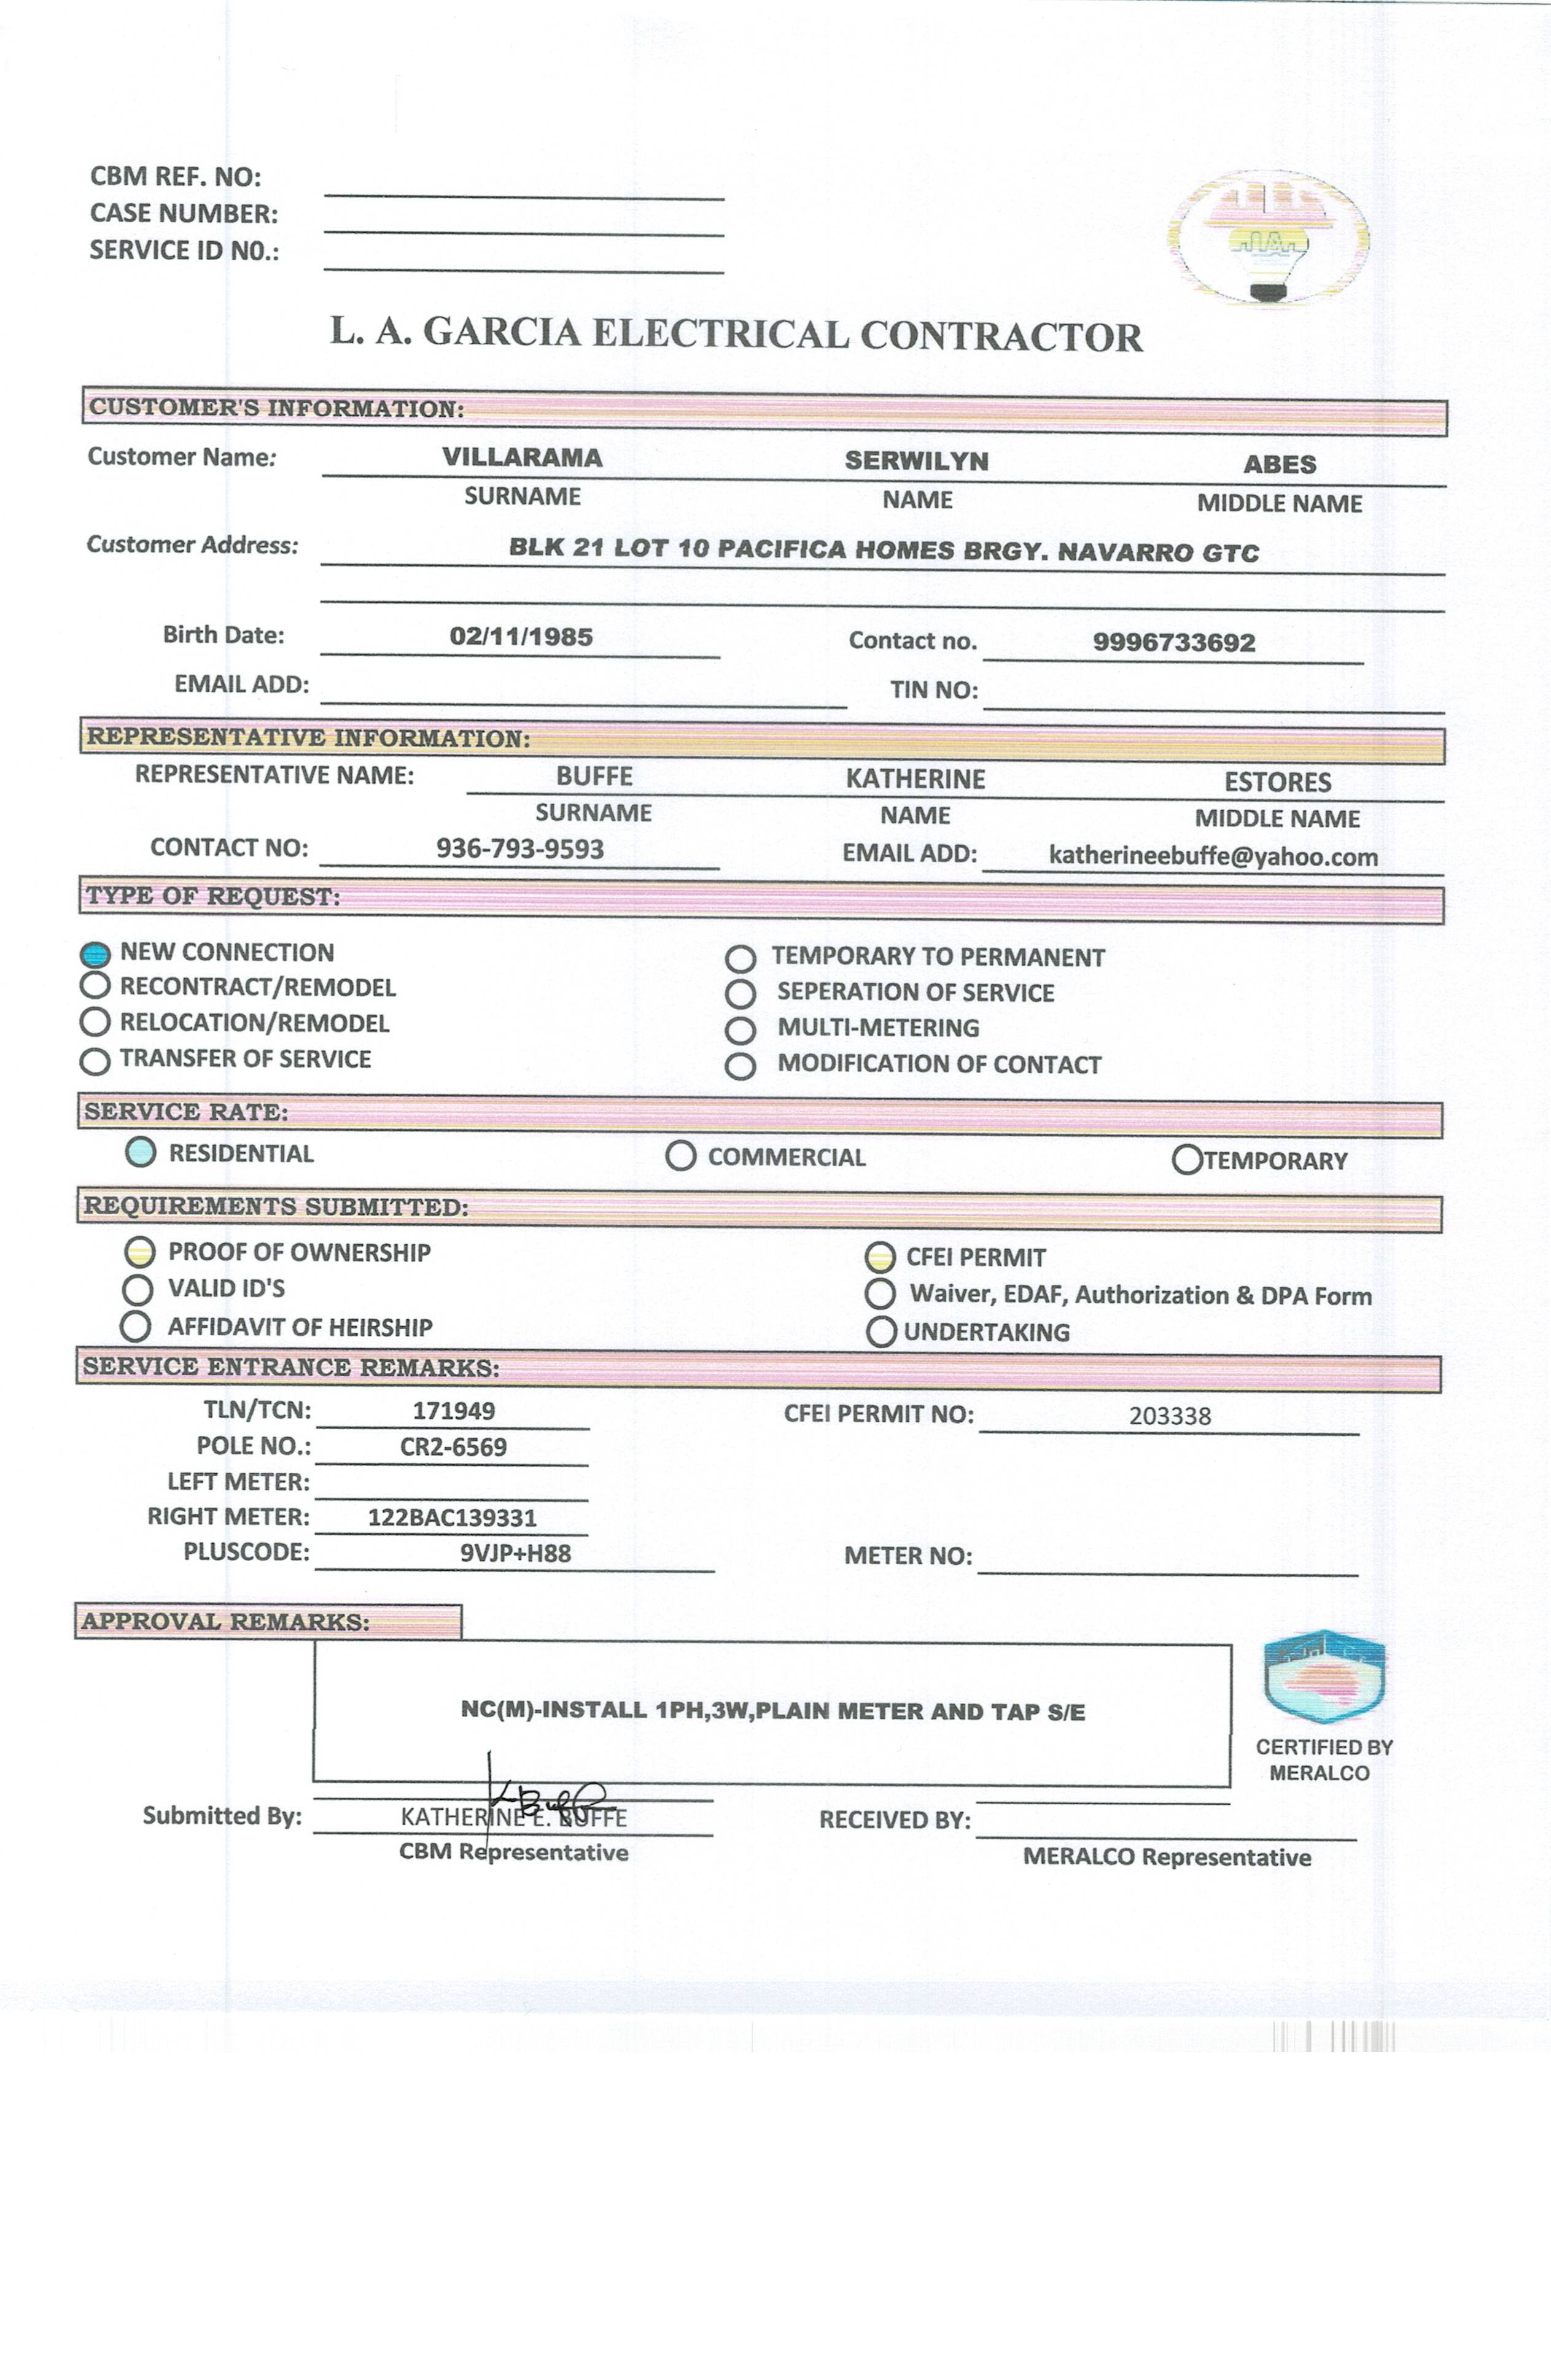 CBM REF. NO:
CASE NUMBER:
SERVICE ID N0.:
L. A. GARCIA ELECTRICAL CONTRACTOR
CUSTOMER'S INFORMATION:
Customer Name: VILLARAMA SERWILYN ABES
SURNAME NAME MIDDLE NAME
Customer Address: BLK 21 LOT 10 PACIFICA HOMES BRGY. NAVARRO GTC
Birth Date: 02/11/1985 Contact no. 9996733692
EMAIL ADD: TIN NO:
REPRESENTATIVE INFORMATION:
REPRESENTATIVE NAME: BUFFE KATHERINE ESTORES
SURNAME NAME MIDDLE NAME
CONTACT NO: 936-793-9593 EMAIL ADD: katherineebuffe@yahoo.com
TYPE OF REQUEST:
NEW CONNECTION TEMPORARY TO PERMANENT
RECONTRACT/REMODEL SEPERATION OF SERVICE
RELOCATION/REMODEL MULTI-METERING
TRANSFER OF SERVICE MODIFICATION OF CONTACT
SERVICE RATE:
RESIDENTIAL COMMERCIAL TEMPORARY
REQUIREMENTS SUBMITTED:
PROOF OF OWNERSHIP CFEI PERMIT
VALID ID'S Waiver, EDAF, Authorization & DPA Form
AFFIDAVIT OF HEIRSHIP UNDERTAKING
SERVICE ENTRANCE REMARKS:
TLN/TCN: 171949 CFEI PERMIT NO: 203338
POLE NO.: CR2-6569
LEFT METER:
RIGHT METER: 122BAC139331
PLUSCODE: 9VJP+H88 METER NO:
APPROVAL REMARKS:
NC(M)-INSTALL 1PH,3W,PLAIN METER AND TAP S/E
CERTIFIED BY
MERALCO
Submitted By: KATHERINE E. BUFFE RECEIVED BY:
CBM Representative MERALCO Representative